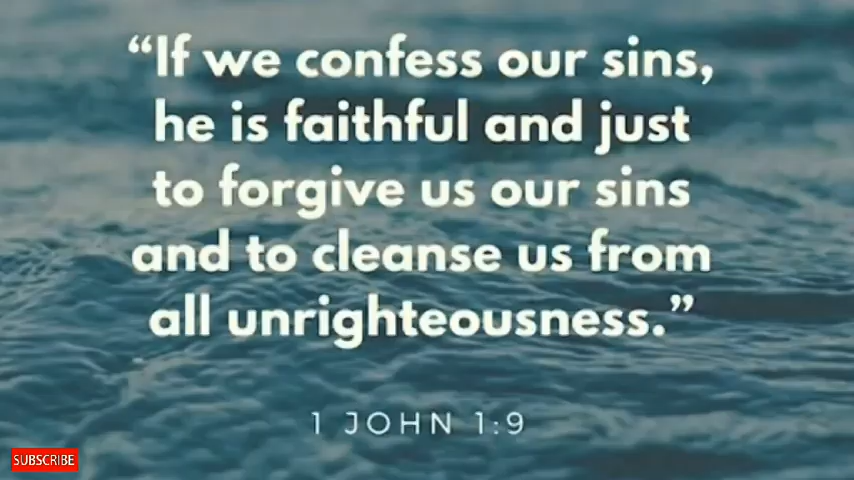 “If we confess our sins,
he is faithful and just
to forgive us our sins
and to cleanse us from
all unrighteousness.”
1 JOHN 1:9
SUBSCRIBE